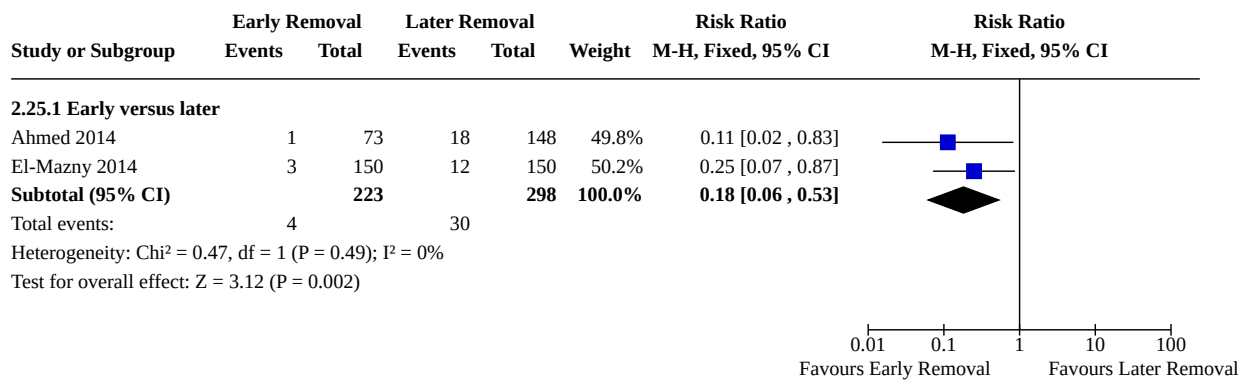 Early Removal Later Removal Risk Ratio Risk Ratio
Study or Subgroup Events Total Events Total Weight M-H, Fixed, 95% CI M-H, Fixed, 95% CI
2.25.1 Early versus later
Ahmed 2014 1 73 18 148 49.8% 0.11 [0.02 , 0.83]
El-Mazny 2014 3 150 12 150 50.2% 0.25 [0.07 , 0.87]
Subtotal (95% CI) 223 298 100.0% 0.18 [0.06 , 0.53]
Total events: 4 30
Heterogeneity: Chi² = 0.47, df = 1 (P = 0.49); I² = 0%
Test for overall effect: Z = 3.12 (P = 0.002)
0.01 0.1 1 10 100
Favours Early Removal Favours Later Removal